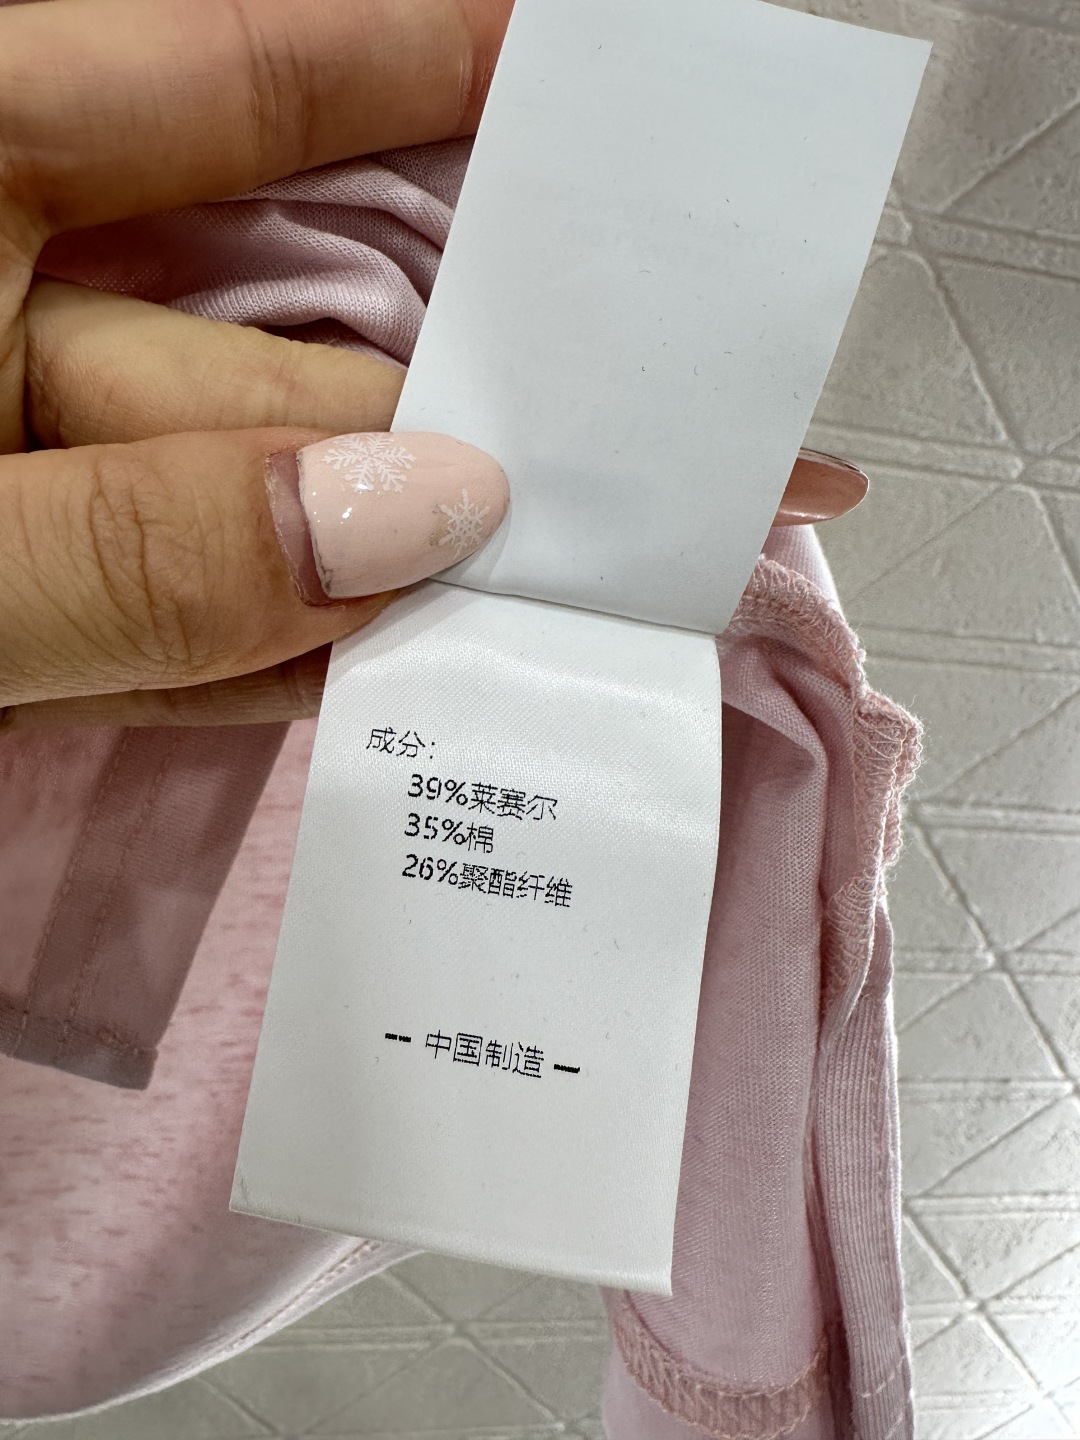 成分：
39%莱赛尔
35%棉
26%聚酯纤维
-- 中国制造 --